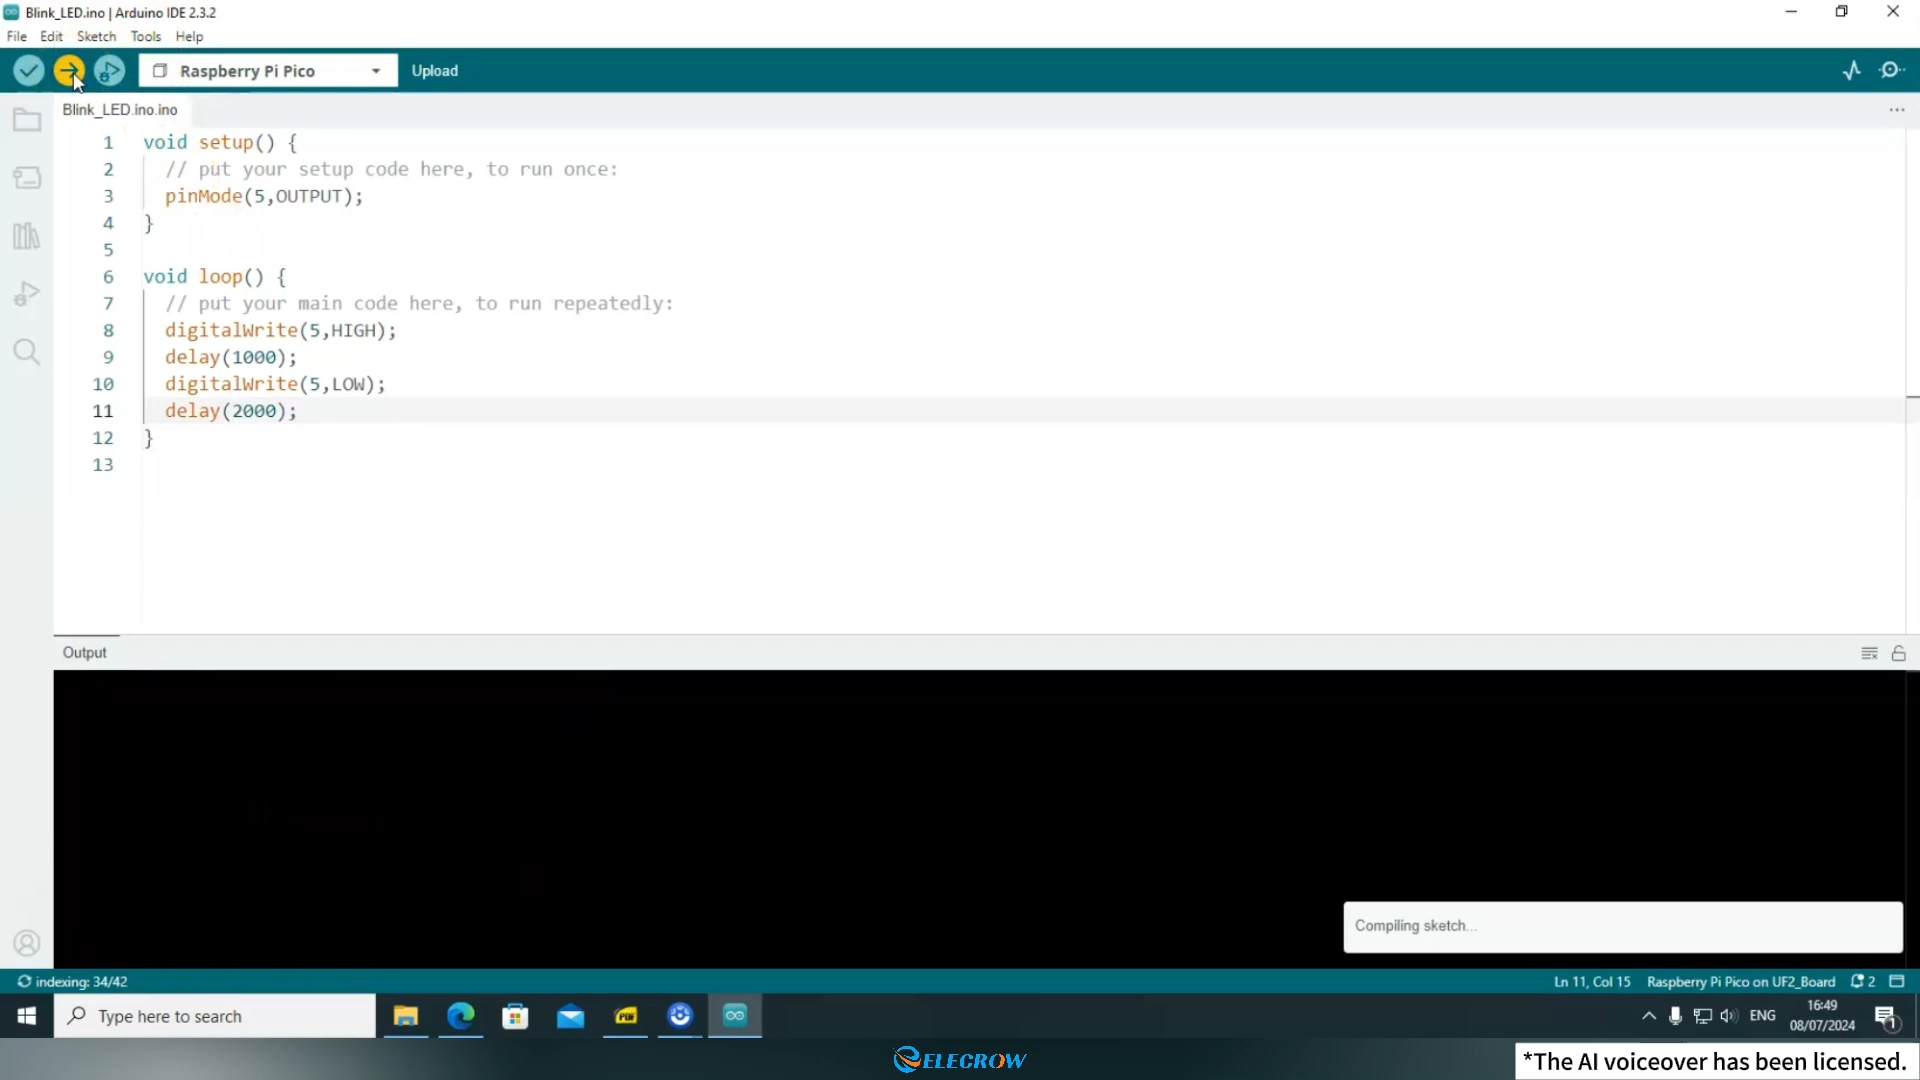 Blink_LED.ino | Arduino IDE 2.3.2
File Edit Sketch Tools Help
Raspberry Pi Pico
Upload
Blink_LED.ino.ino
1 void setup() {
2 // put your setup code here, to run once:
3 pinMode(5,OUTPUT);
4 }
5
6 void loop() {
7 // put your main code here, to run repeatedly:
8 digitalWrite(5,HIGH);
9 delay(1000);
10 digitalWrite(5,LOW);
11 delay(2000);
12 }
13
Output
Compiling sketch...
indexing: 34/42
Ln 11, Col 15 Raspberry Pi Pico on UF2_Board 2
Type here to search
PDF
ENG
16:49
08/07/2024
1
ELECROW
*The AI voiceover has been licensed.